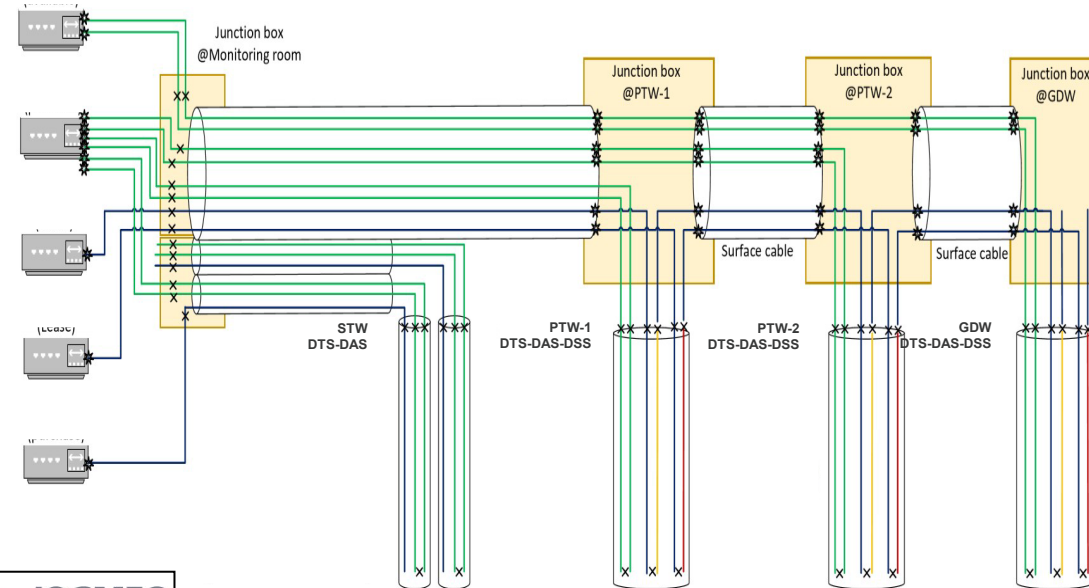 Junction box
@Monitoring room
Junction box
@PTW-1
Junction box
@PTW-2
Junction box
@GDW
Surface cable
Surface cable
(Lease)
STW
DTS-DAS
PTW-1
DTS-DAS-DSS
PTW-2
DTS-DAS-DSS
GDW
DTS-DAS-DSS